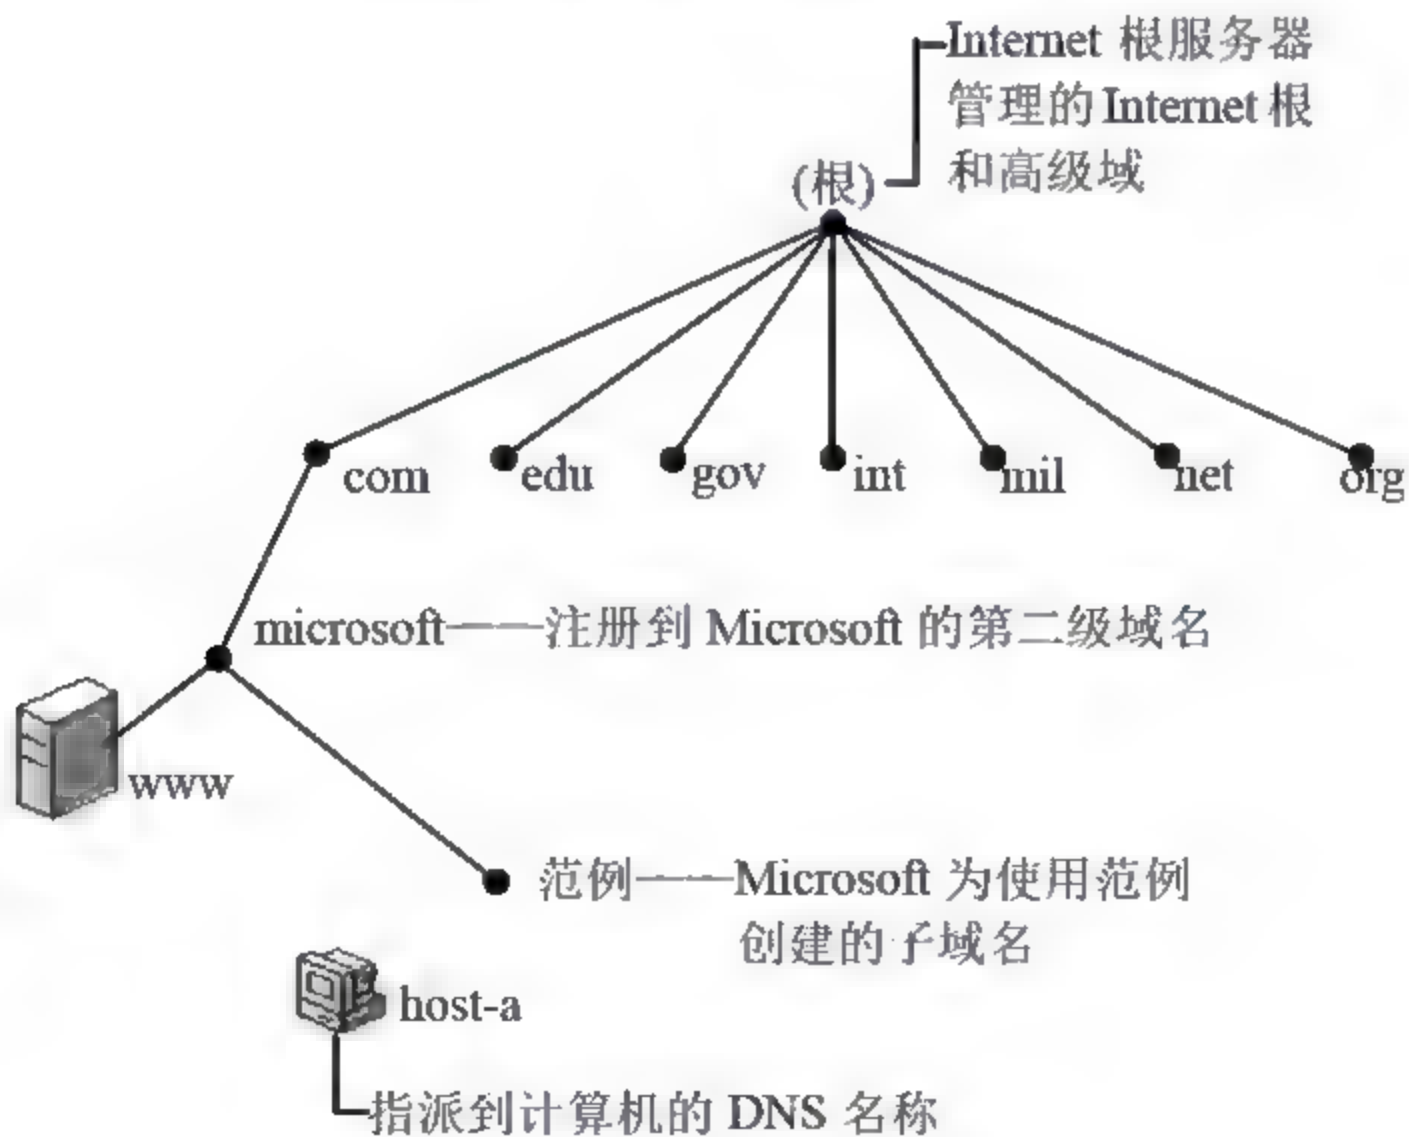 Internet 根服务器
管理的 Internet 根
和高级域
(根)
com edu gov int mil net org
microsoft——注册到 Microsoft 的第二级域名
www
范例——Microsoft 为使用范例
创建的子域名
host-a
指派到计算机的 DNS 名称